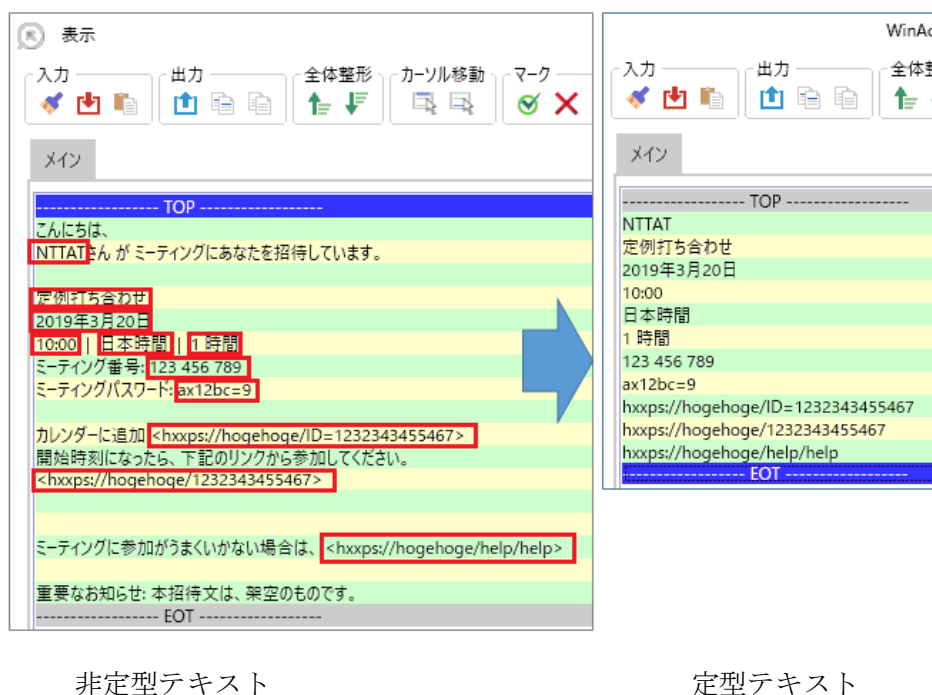 表示
入力 出力 全体整形 カーソル移動 マーク
メイン
------------------ TOP ------------------
こんにちは、
NTTATさん が ミーティングにあなたを招待しています。
定例打ち合わせ
2019年3月20日
10:00 | 日本時間 | 1 時間
ミーティング番号: 123 456 789
ミーティングパスワード: ax12bc=9
カレンダーに追加 <hxxps://hogehoge/ID=1232343455467>
開始時刻になったら、下記のリンクから参加してください。
<hxxps://hogehoge/1232343455467>
ミーティングに参加がうまくいかない場合は、 <hxxps://hogehoge/help/help>
重要なお知らせ: 本招待文は、架空のものです。
------------------ EOT ------------------
非定型テキスト
WinAc
入力 出力 全体整
メイン
------------------ TOP ------------------
NTTAT
定例打ち合わせ
2019年3月20日
10:00
日本時間
1 時間
123 456 789
ax12bc=9
hxxps://hogehoge/ID=1232343455467
hxxps://hogehoge/1232343455467
hxxps://hogehoge/help/help
------------------ EOT ------------------
定型テキスト